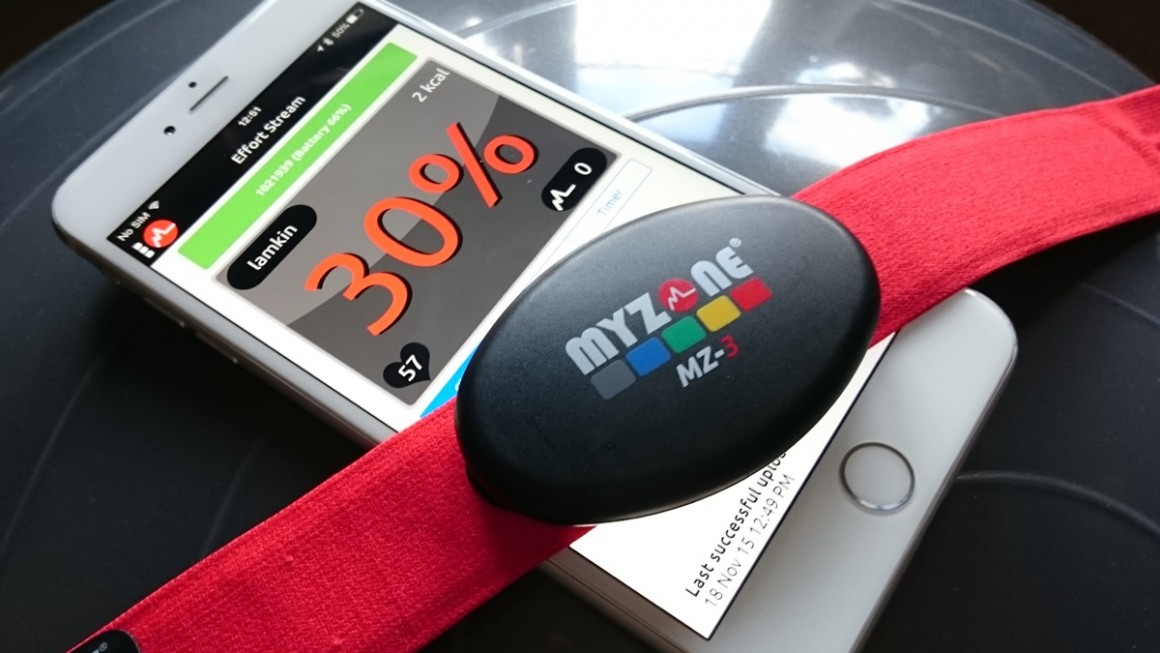 No SIM
12:51
60%
Effort Stream
1021939 (Battery 66%)
lamkin
2 kcal
30%
57
0
Timer
MYZONE®
MZ-3
Last successful uplo
18 Nov 15 12:49 PM